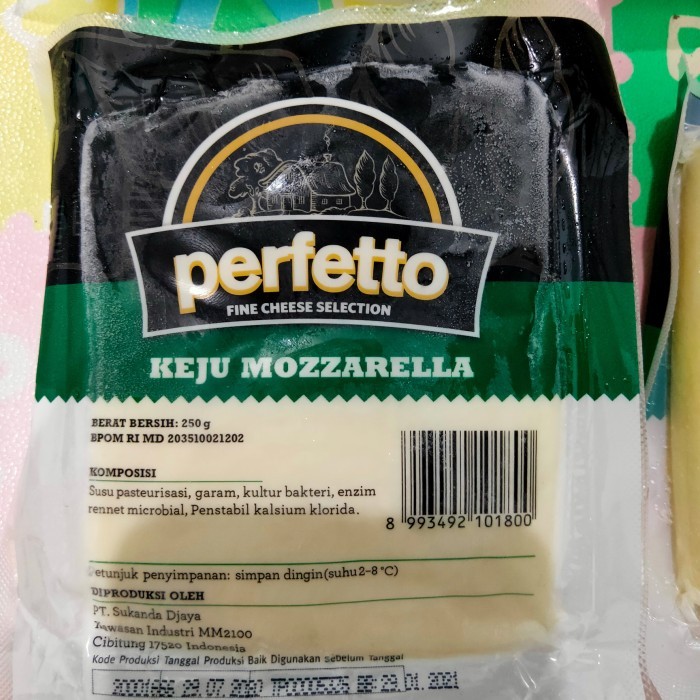 perfetto
FINE CHEESE SELECTION
KEJU MOZZARELLA
BERAT BERSIH: 250 g
BPOM RI MD 203510021202
KOMPOSISI
Susu pasteurisasi, garam, kultur bakteri, enzim
rennet microbial, Penstabil kalsium klorida.
8 993492 101800
Petunjuk penyimpanan: simpan dingin(suhu 2-8 °C)
DIPRODUKSI OLEH
PT. Sukanda Djaya
Kawasan Industri MM2100
Cibitung 17520 Indonesia
Kode Produksi Tanggal Produksi Baik Digunakan Sebelum Tanggal